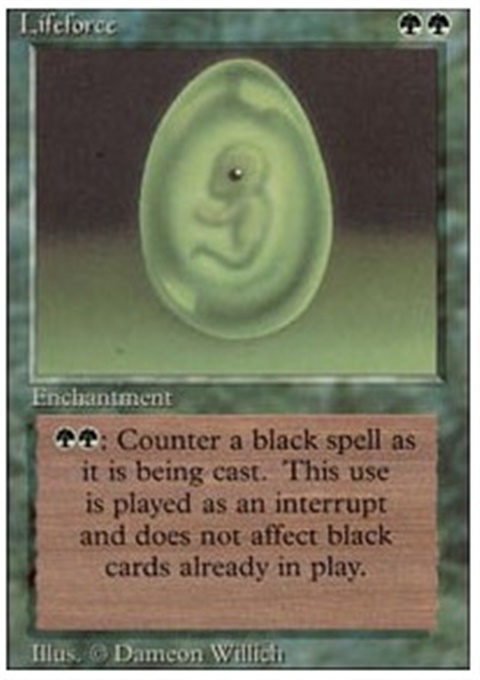 Lifeforce
Enchantment
: Counter a black spell as
it is being cast. This use
is played as an interrupt
and does not affect black
cards already in play.
Illus. © Dameon Willich